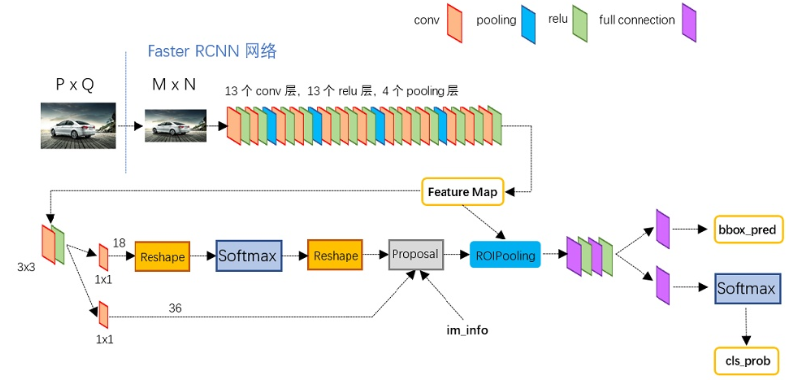 conv
pooling
relu
full connection
Faster RCNN 网络
P x Q
M x N
13 个 conv 层，13 个 relu 层，4 个 pooling 层
Feature Map
3x3
18
1x1
Reshape
Softmax
Reshape
Proposal
ROIPooling
bbox_pred
Softmax
36
1x1
im_info
cls_prob